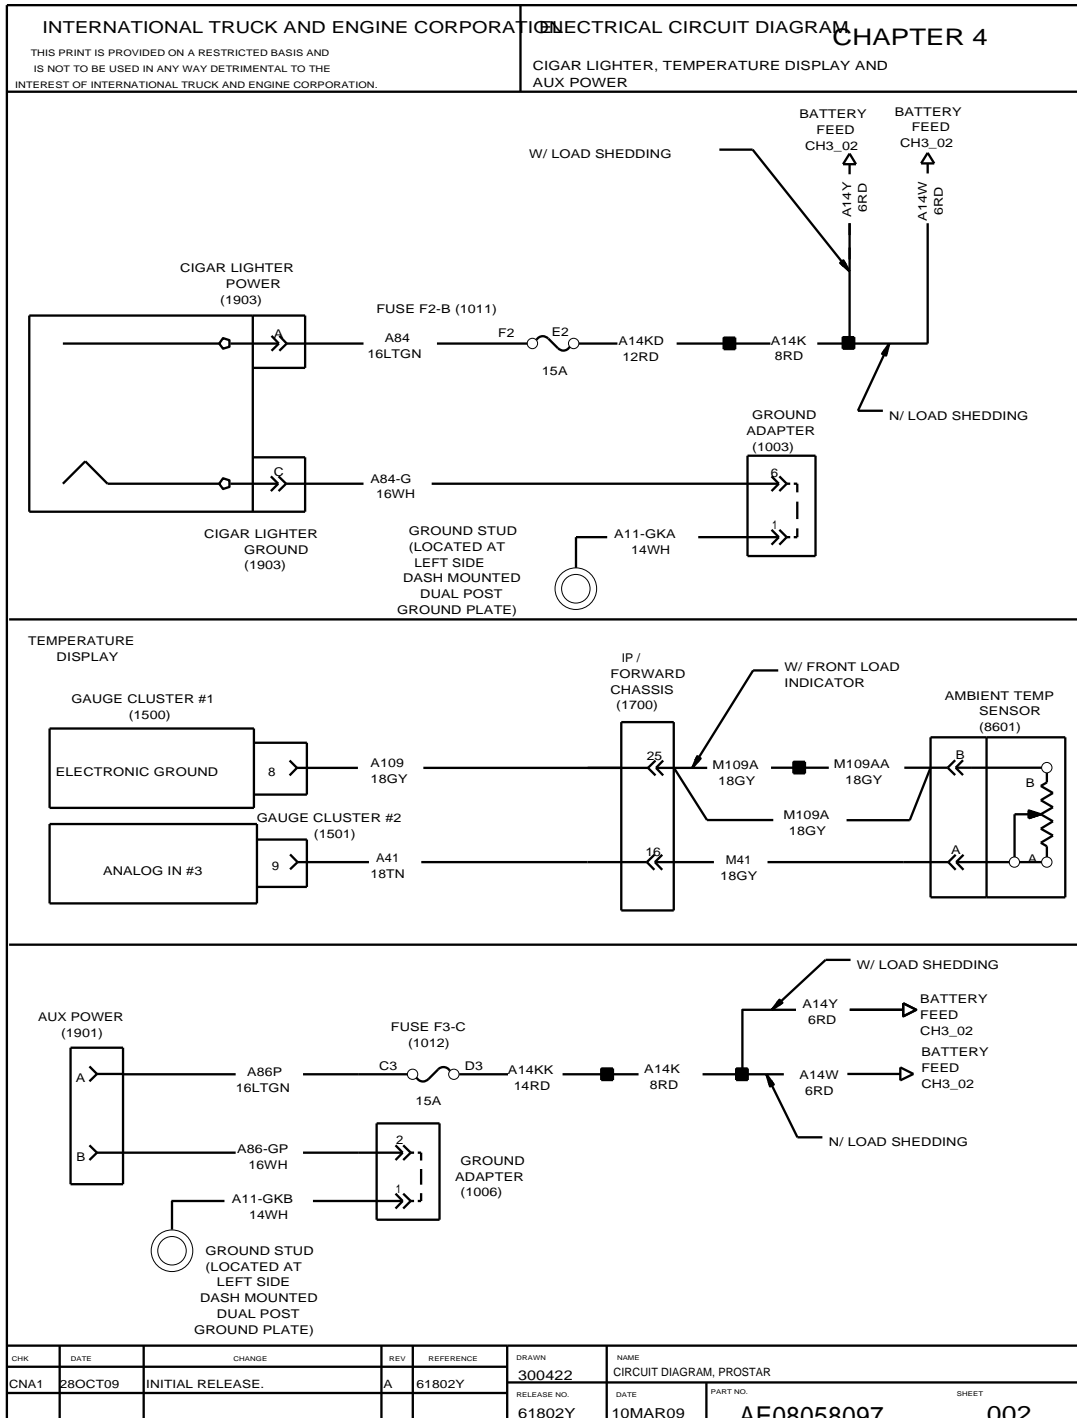 INTERNATIONAL TRUCK AND ENGINE CORPORATION
THIS PRINT IS PROVIDED ON A RESTRICTED BASIS AND
IS NOT TO BE USED IN ANY WAY DETRIMENTAL TO THE
INTEREST OF INTERNATIONAL TRUCK AND ENGINE CORPORATION.
ELECTRICAL CIRCUIT DIAGRAM
CHAPTER 4
CIGAR LIGHTER, TEMPERATURE DISPLAY AND
AUX POWER
BATTERY
FEED
CH3_02
BATTERY
FEED
CH3_02
W/ LOAD SHEDDING
A14Y
6RD
A14W
6RD
CIGAR LIGHTER
POWER
(1903)
FUSE F2-B (1011)
A
A84
16LTGN
F2
E2
15A
A14KD
12RD
A14K
8RD
N/ LOAD SHEDDING
GROUND
ADAPTER
(1003)
C
A84-G
16WH
6
1
CIGAR LIGHTER
GROUND
(1903)
GROUND STUD
(LOCATED AT
LEFT SIDE
DASH MOUNTED
DUAL POST
GROUND PLATE)
A11-GKA
14WH
TEMPERATURE
DISPLAY
IP /
FORWARD
CHASSIS
(1700)
W/ FRONT LOAD
INDICATOR
GAUGE CLUSTER #1
(1500)
AMBIENT TEMP
SENSOR
(8601)
ELECTRONIC GROUND
8
A109
18GY
25
M109A
18GY
M109AA
18GY
B
B
M109A
18GY
GAUGE CLUSTER #2
(1501)
ANALOG IN #3
9
A41
18TN
16
M41
18GY
A
A
W/ LOAD SHEDDING
A14Y
6RD
BATTERY
FEED
CH3_02
AUX POWER
(1901)
FUSE F3-C
(1012)
A
A86P
16LTGN
C3
D3
15A
A14KK
14RD
A14K
8RD
A14W
6RD
BATTERY
FEED
CH3_02
N/ LOAD SHEDDING
B
A86-GP
16WH
2
1
GROUND
ADAPTER
(1006)
A11-GKB
14WH
GROUND STUD
(LOCATED AT
LEFT SIDE
DASH MOUNTED
DUAL POST
GROUND PLATE)
CHK DATE CHANGE REV REFERENCE
CNA1 28OCT09 INITIAL RELEASE. A 61802Y
DRAWN
300422
NAME
CIRCUIT DIAGRAM, PROSTAR
RELEASE NO.
61802Y
DATE
10MAR09
PART NO.
AE08058097
SHEET
002